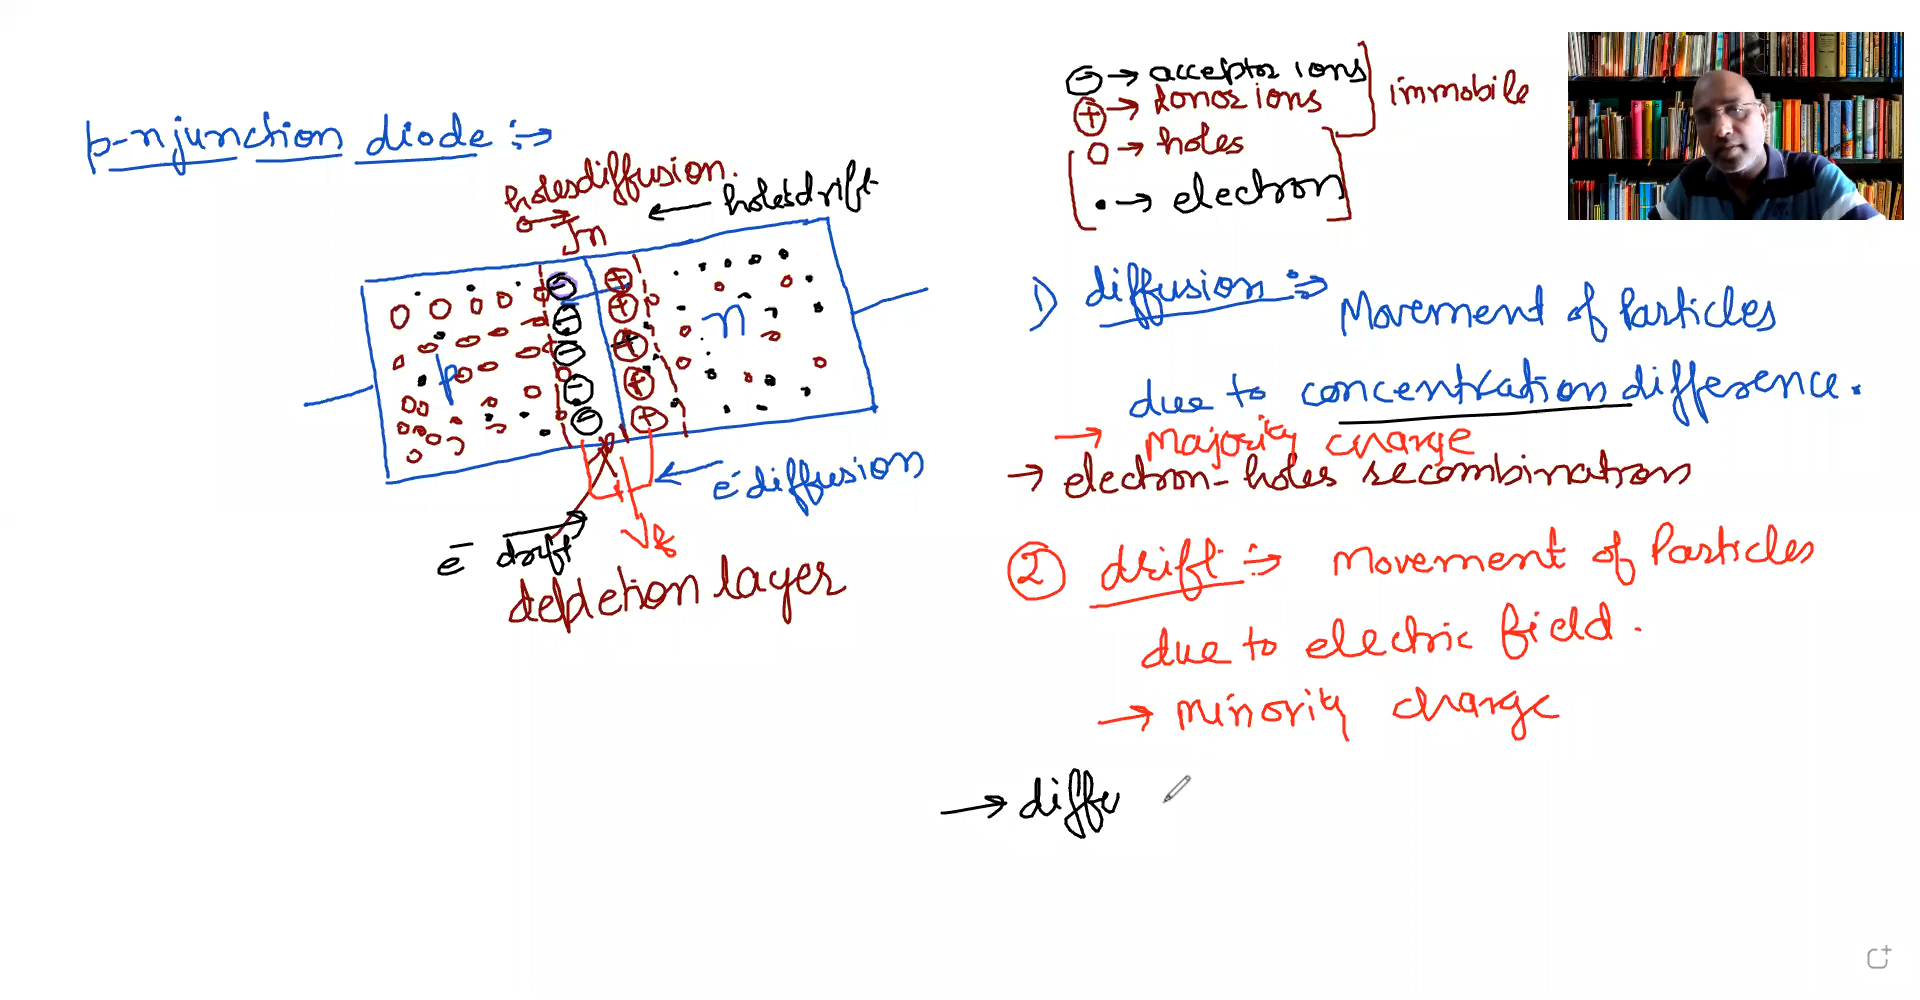 p-n junction diode :→
holes diffusion.
← holes drift
Jn
p
n
← e⁻ diffusion
e⁻ drift
depletion layer
⊖ → acceptor ions
⊕ → donor ions
immobile
o → holes
• → electron
1) diffusion :⇒ Movement of Particles
due to concentration difference.
→ Majority charge
→ electron-holes recombination
② drift :⇒ Movement of Particles
due to electric field.
→ Minority charge
→ diffu